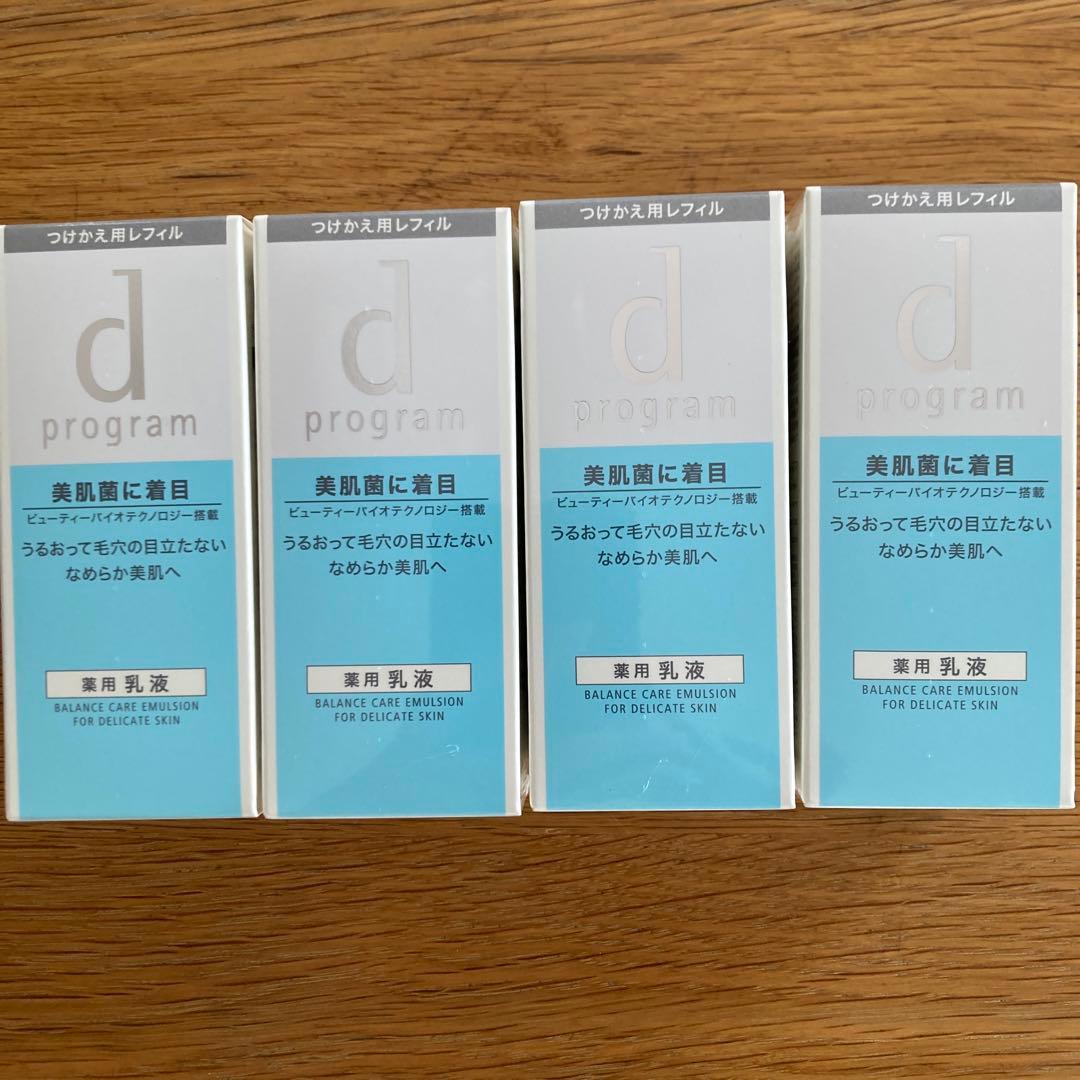 つけかえ用レフィル
d
program
美肌菌に着目
ビューティーバイオテクノロジー搭載
うるおって毛穴の目立たない
なめらか美肌へ
薬用 乳液
BALANCE CARE EMULSION
FOR DELICATE SKIN
つけかえ用レフィル
d
program
美肌菌に着目
ビューティーバイオテクノロジー搭載
うるおって毛穴の目立たない
なめらか美肌へ
薬用 乳液
BALANCE CARE EMULSION
FOR DELICATE SKIN
つけかえ用レフィル
d
program
美肌菌に着目
ビューティーバイオテクノロジー搭載
うるおって毛穴の目立たない
なめらか美肌へ
薬用 乳液
BALANCE CARE EMULSION
FOR DELICATE SKIN
つけかえ用レフィル
d
program
美肌菌に着目
ビューティーバイオテクノロジー搭載
うるおって毛穴の目立たない
なめらか美肌へ
薬用 乳液
BALANCE CARE EMULSION
FOR DELICATE SKIN